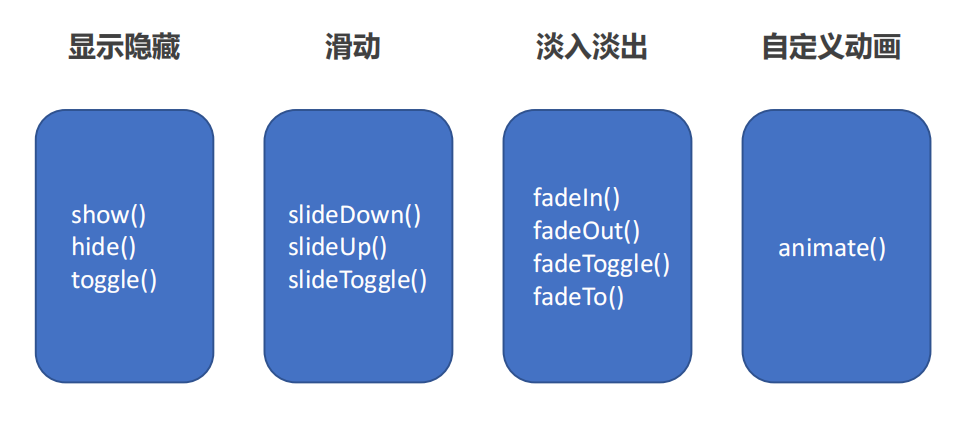 显示隐藏
show()
hide()
toggle()
滑动
slideDown()
slideUp()
slideToggle()
淡入淡出
fadeIn()
fadeOut()
fadeToggle()
fadeTo()
自定义动画
animate()